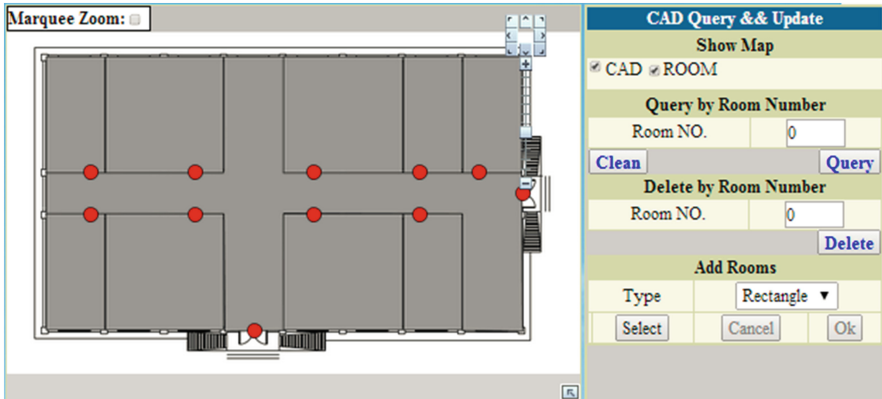 Marquee Zoom:
CAD Query && Update
Show Map
CAD ROOM
Query by Room Number
Room NO. 0
Clean Query
Delete by Room Number
Room NO. 0
Delete
Add Rooms
Type Rectangle ▼
Select Cancel Ok